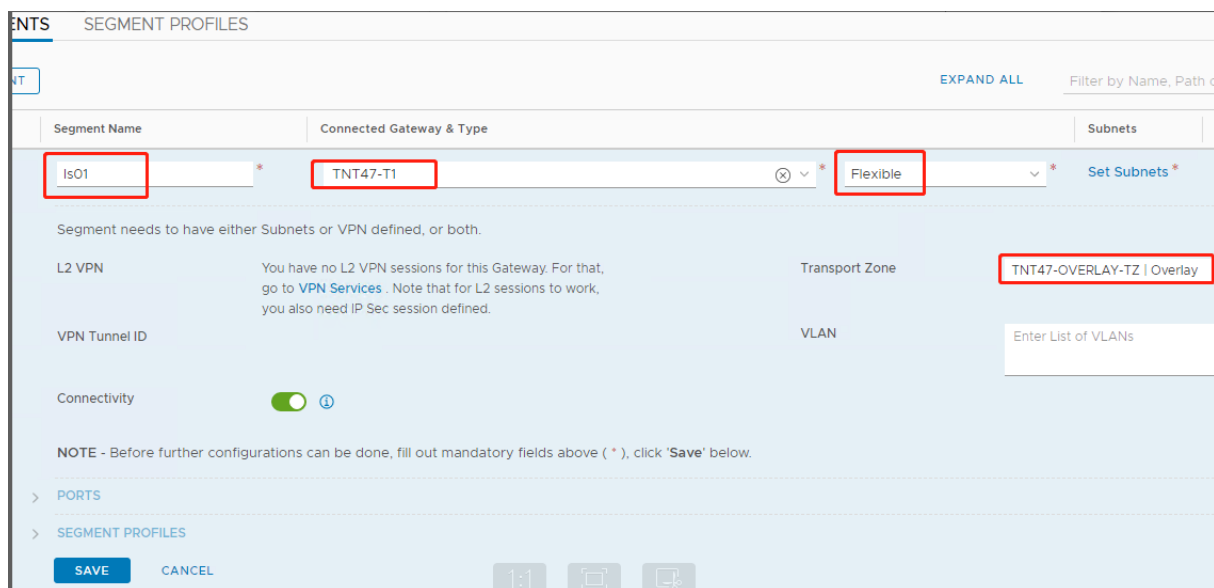 ENTS SEGMENT PROFILES
NT EXPAND ALL Filter by Name, Path
Segment Name Connected Gateway & Type Subnets
ls01 * TNT47-T1 * Flexible * Set Subnets *
Segment needs to have either Subnets or VPN defined, or both.
L2 VPN You have no L2 VPN sessions for this Gateway. For that, Transport Zone TNT47-OVERLAY-TZ | Overlay
go to VPN Services . Note that for L2 sessions to work,
you also need IP Sec session defined.
VPN Tunnel ID VLAN Enter List of VLANs
Connectivity
NOTE - Before further configurations can be done, fill out mandatory fields above ( * ), click 'Save' below.
PORTS
SEGMENT PROFILES
SAVE CANCEL 1:1